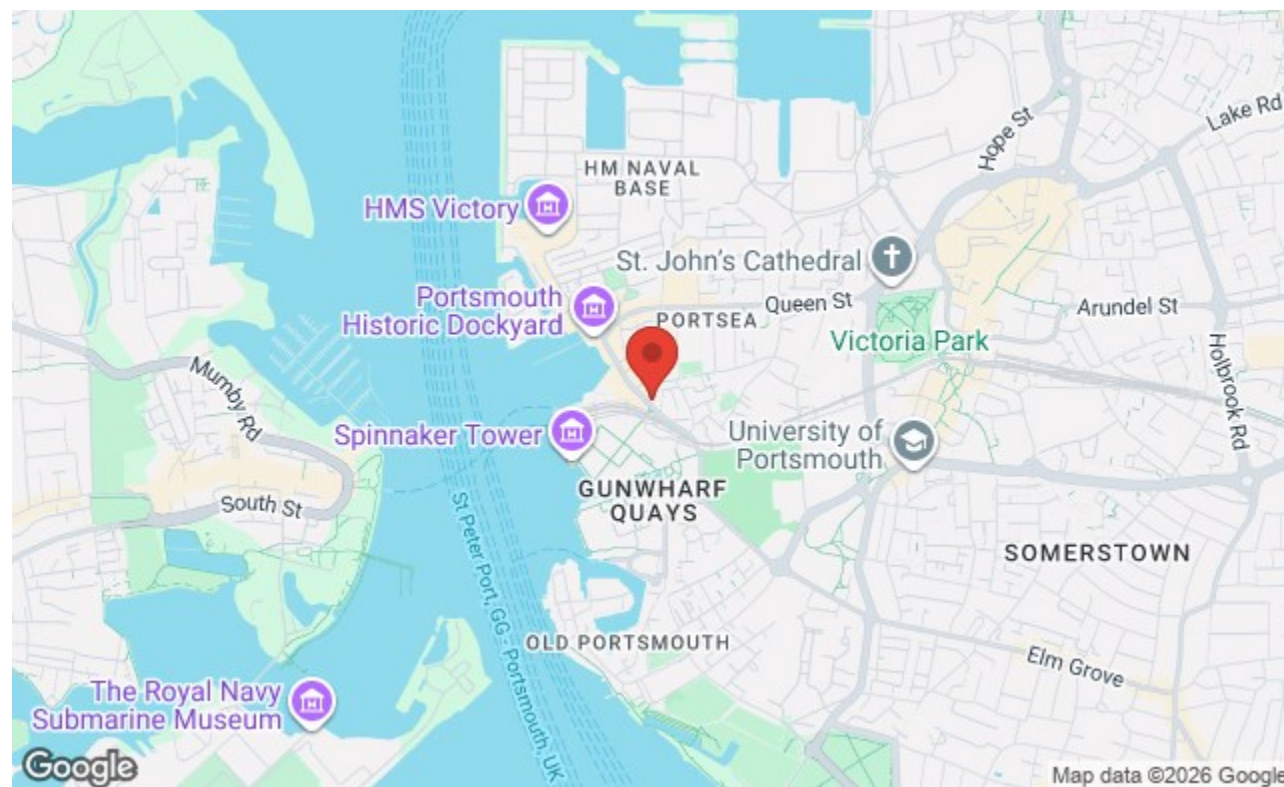 Lake Rd
Hope St
HM NAVAL
BASE
HMS Victory
St. John's Cathedral
Portsmouth
Historic Dockyard
Queen St
PORTSEA
Arundel St
Victoria Park
Holbrook Rd
Mumby Rd
Spinnaker Tower
University of
Portsmouth
GUNWHARF
QUAYS
South St
St Peter Port, GG - Portsmouth, UK
SOMERSTOWN
OLD PORTSMOUTH
Elm Grove
The Royal Navy
Submarine Museum
Google
Map data ©2026 Google